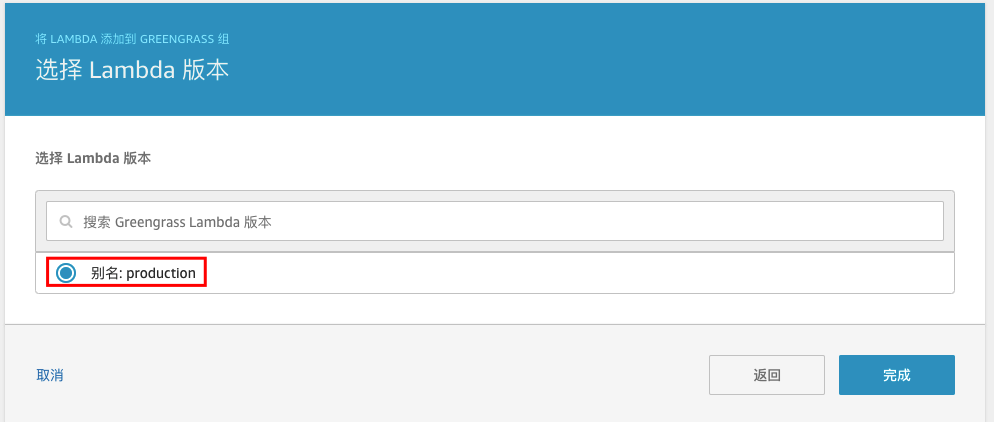 将 LAMBDA 添加到 GREENGRASS 组
选择 Lambda 版本
选择 Lambda 版本
搜索 Greengrass Lambda 版本
别名: production
取消
返回
完成